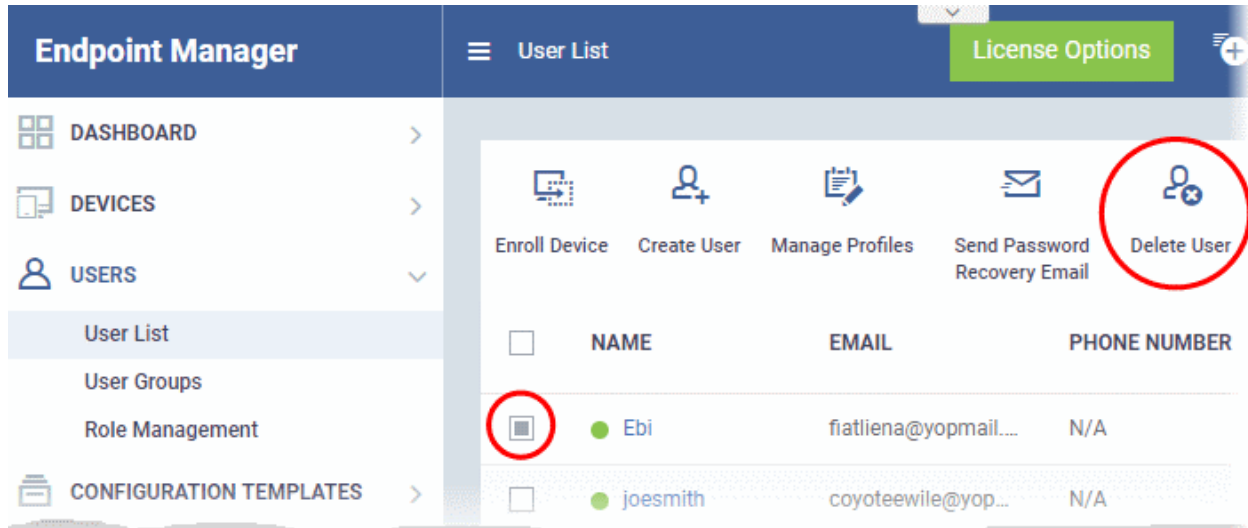 Endpoint Manager
User List
License Options
DASHBOARD
DEVICES
USERS
User List
User Groups
Role Management
CONFIGURATION TEMPLATES
Enroll Device
Create User
Manage Profiles
Send Password
Recovery Email
Delete User
NAME EMAIL PHONE NUMBER
Ebi fiatliena@yopmail.... N/A
joesmith coyoteewile@yop... N/A